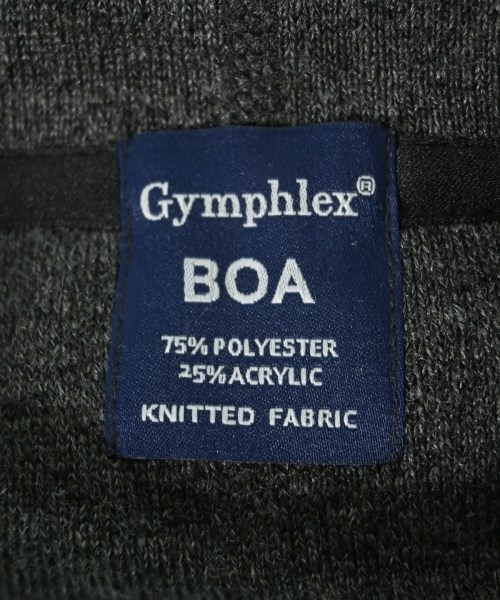 Gymphlex®
BOA
75% POLYESTER
25% ACRYLIC
KNITTED FABRIC